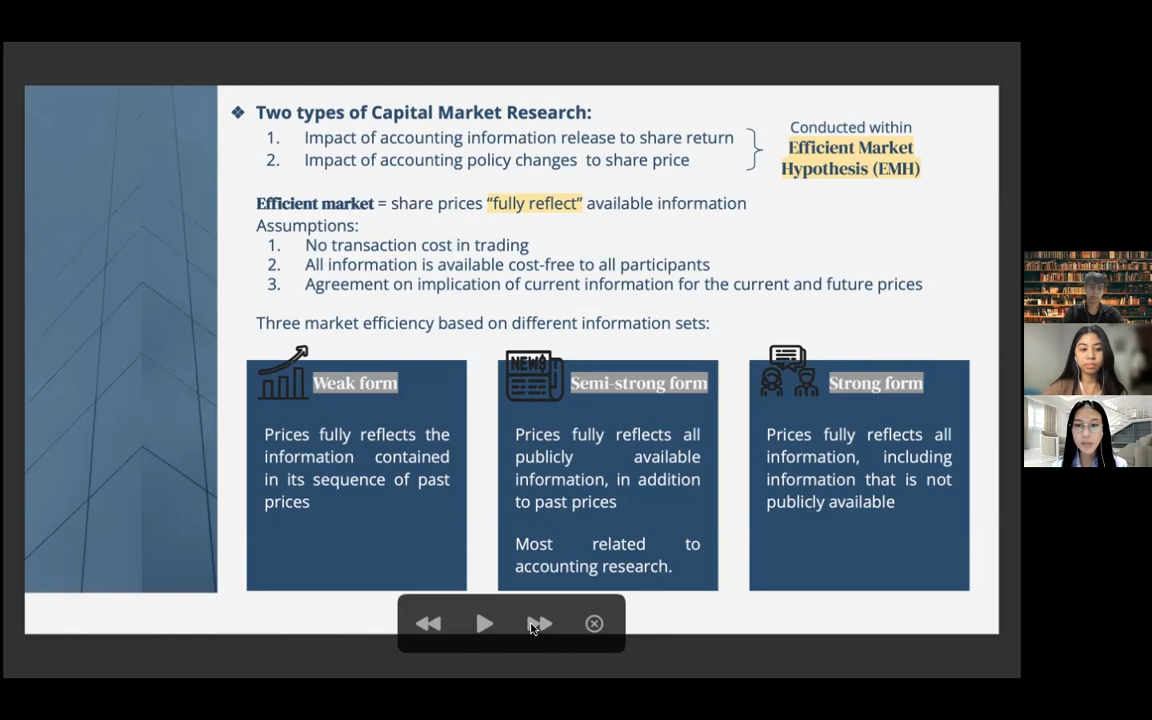 ❖ Two types of Capital Market Research:
1. Impact of accounting information release to share return
2. Impact of accounting policy changes to share price
Conducted within
Efficient Market
Hypothesis (EMH)
Efficient market = share prices “fully reflect” available information
Assumptions:
1. No transaction cost in trading
2. All information is available cost-free to all participants
3. Agreement on implication of current information for the current and future prices
Three market efficiency based on different information sets:
Weak form
Prices fully reflects the
information contained
in its sequence of past
prices
NEW$
Semi-strong form
Prices fully reflects all
publicly available
information, in addition
to past prices
Most related to
accounting research.
Strong form
Prices fully reflects all
information, including
information that is not
publicly available